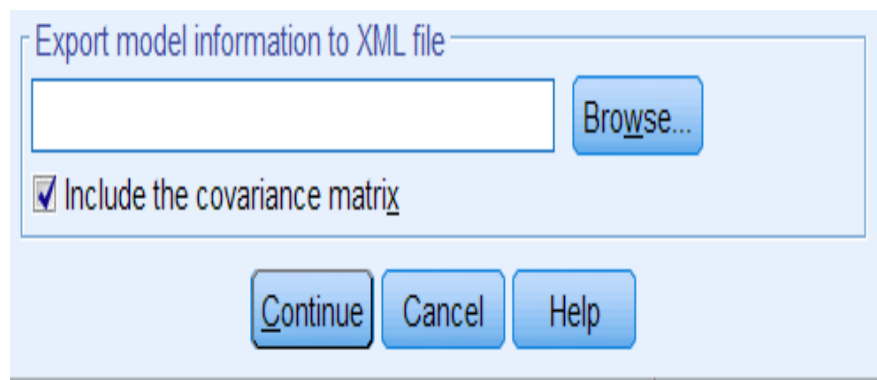 Export model information to XML file
Browse...
Include the covariance matrix
Continue Cancel Help